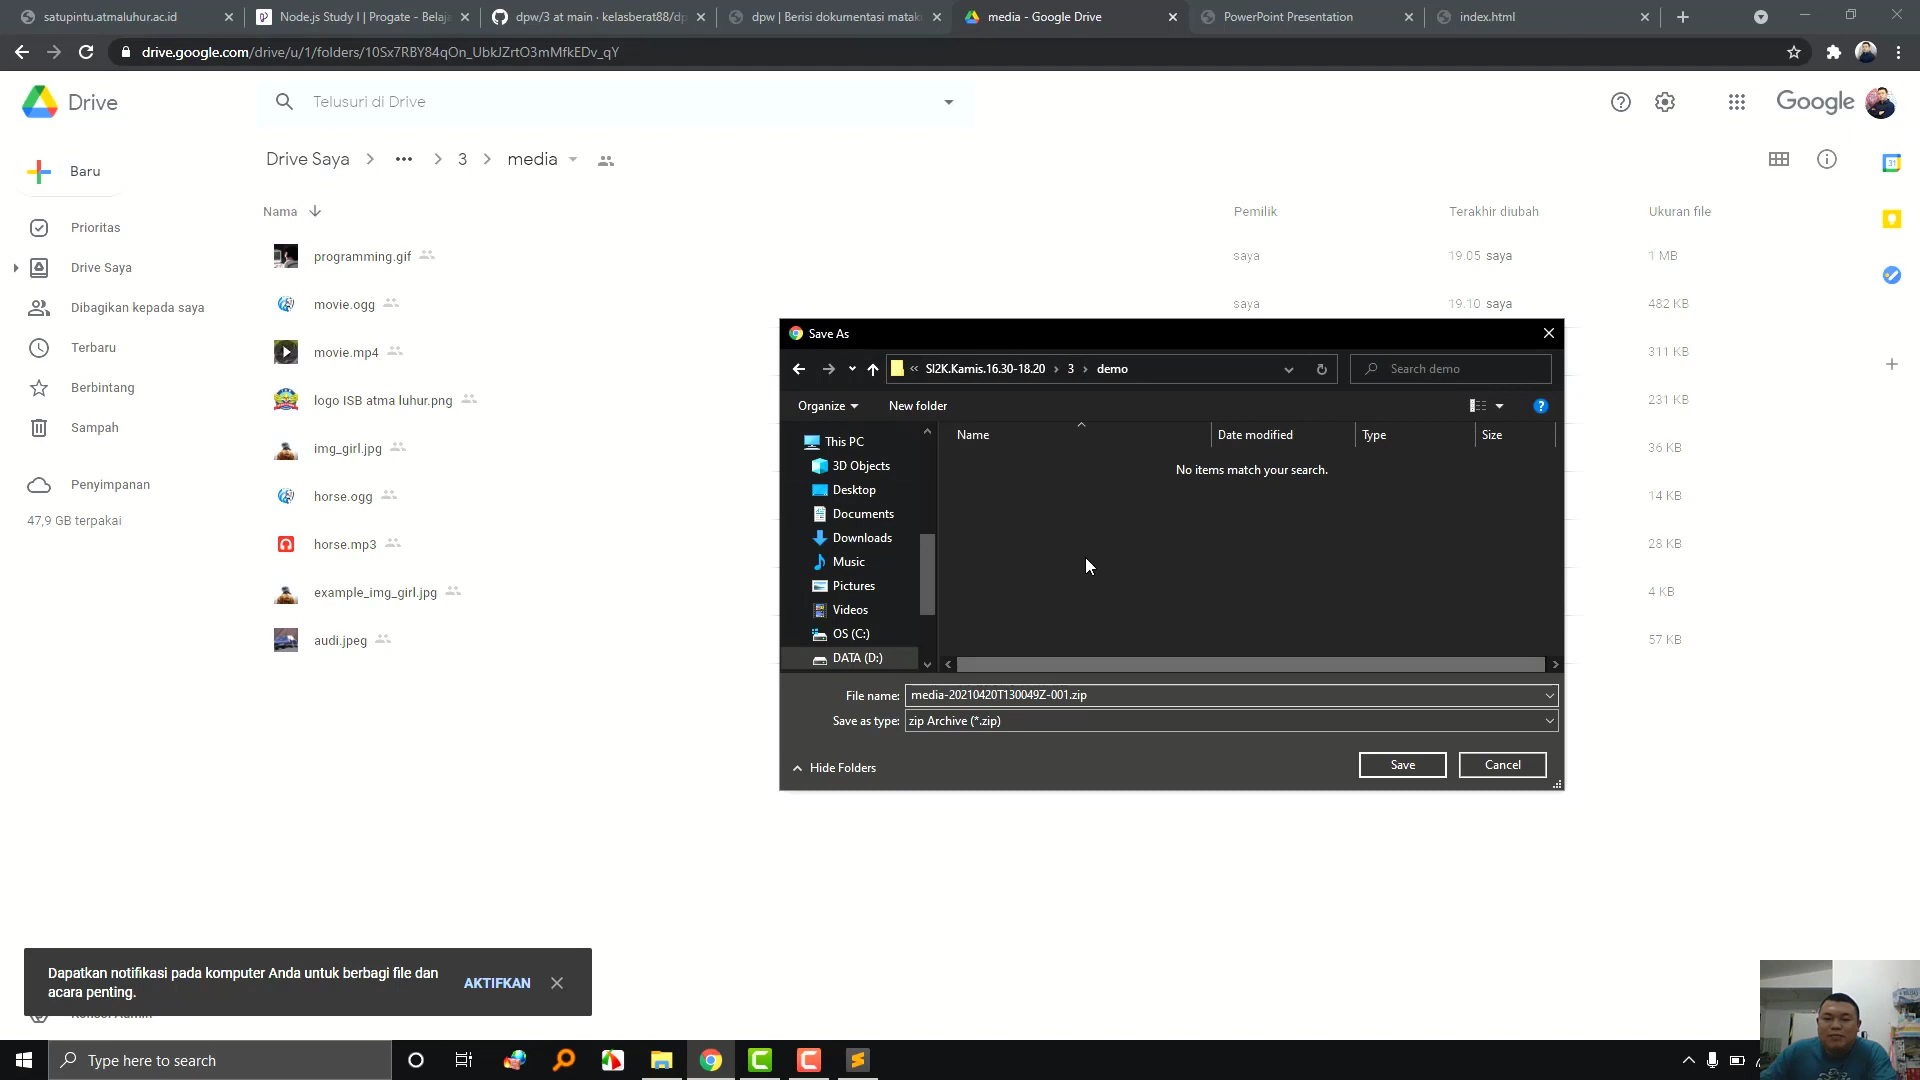 satupintu.atmaluhur.ac.id
Node.js Study I | Progate - Belaja
dpw/3 at main · kelasberat88/dp
dpw | Berisi dokumentasi mataku
media - Google Drive
PowerPoint Presentation
index.html
drive.google.com/drive/u/1/folders/10Sx7RBY84qOn_UbkJZrtO3mMfkEDv_qY
Drive
Telusuri di Drive
Google
Baru
Drive Saya
3
media
31
Nama
Pemilik
Terakhir diubah
Ukuran file
Prioritas
Drive Saya
Dibagikan kepada saya
Terbaru
Berbintang
Sampah
Penyimpanan
47,9 GB terpakai
programming.gif
saya
19.05 saya
1 MB
movie.ogg
saya
19.10 saya
482 KB
movie.mp4
311 KB
logo ISB atma luhur.png
231 KB
img_girl.jpg
36 KB
horse.ogg
14 KB
horse.mp3
28 KB
example_img_girl.jpg
4 KB
audi.jpeg
57 KB
Save As
SI2K.Kamis.16.30-18.20
3
demo
Search demo
Organize
New folder
Name
Date modified
Type
Size
No items match your search.
This PC
3D Objects
Desktop
Documents
Downloads
Music
Pictures
Videos
OS (C:)
DATA (D:)
File name:
media-20210420T130049Z-001.zip
Save as type:
zip Archive (*.zip)
Hide Folders
Save
Cancel
Dapatkan notifikasi pada komputer Anda untuk berbagi file dan
acara penting.
AKTIFKAN
Type here to search